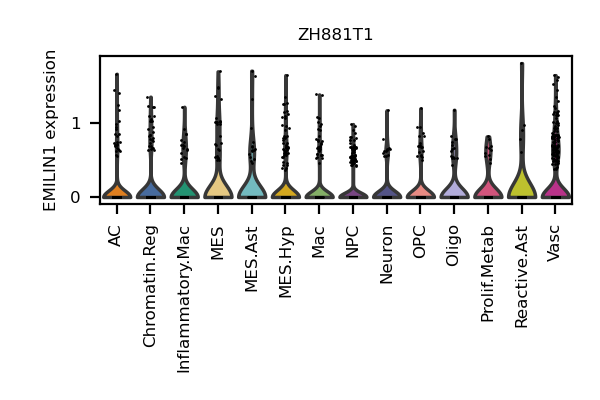 ZH881T1
EMILIN1 expression
1
0
AC
Chromatin.Reg
Inflammatory.Mac
MES
MES.Ast
MES.Hyp
Mac
NPC
Neuron
OPC
Oligo
Prolif.Metab
Reactive.Ast
Vasc